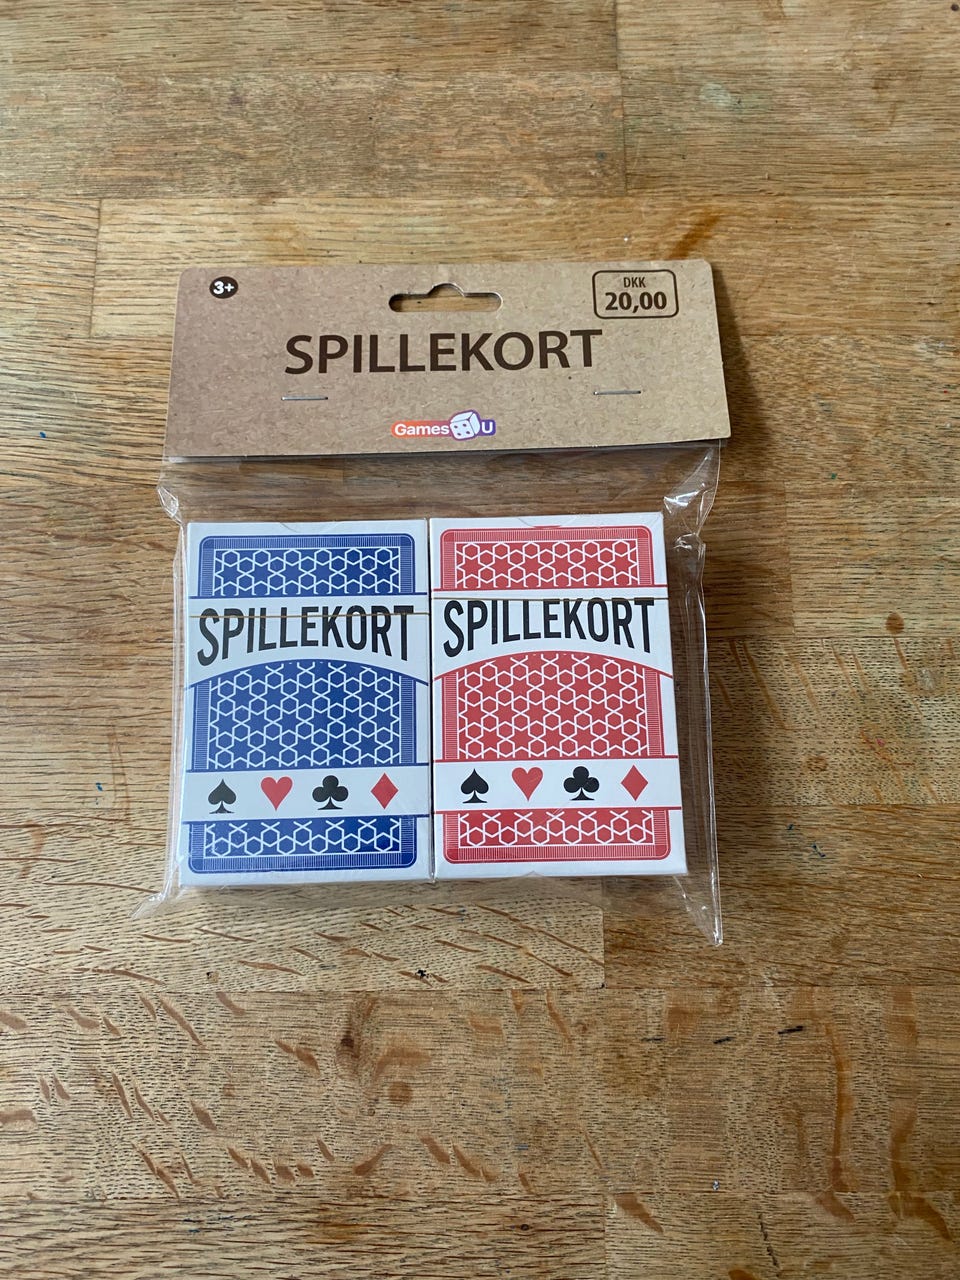 3+
DKK
20,00
SPILLEKORT
Games U
SPILLEKORT
SPILLEKORT